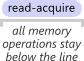 read-acquire
all memory
operations stay
below the line